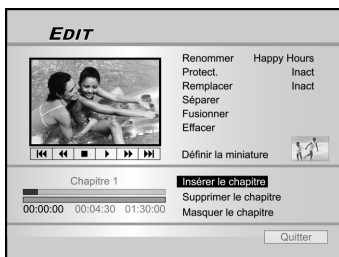 EDIT
Renommer Happy Hours
Protect. Inact
Remplacer Inact
Séparer
Fusionner
Effacer
Définir la miniature
Chapitre 1
00:00:00 00:04:30 01:30:00
Insérer le chapitre
Supprimer le chapitre
Masquer le chapitre
Quitter